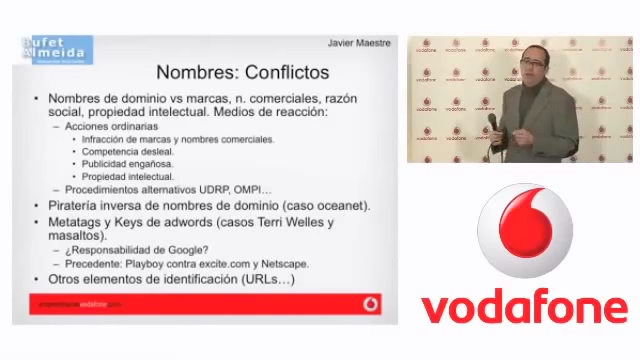 Bufet
Almeida
Javier Maestre
Nombres: Conflictos
• Nombres de dominio vs marcas, n. comerciales, razón
social, propiedad intelectual. Medios de reacción:
– Acciones ordinarias
• Infracción de marcas y nombres comerciales.
• Competencia desleal.
• Publicidad engañosa.
• Propiedad intelectual.
– Procedimientos alternativos UDRP, OMPI…
• Piratería inversa de nombres de dominio (caso oceanet).
• Metatags y Keys de adwords (casos Terri Welles y
masaltos).
– ¿Responsabilidad de Google?
– Precedente: Playboy contra excite.com y Netscape.
• Otros elementos de identificación (URLs…)
vodafone